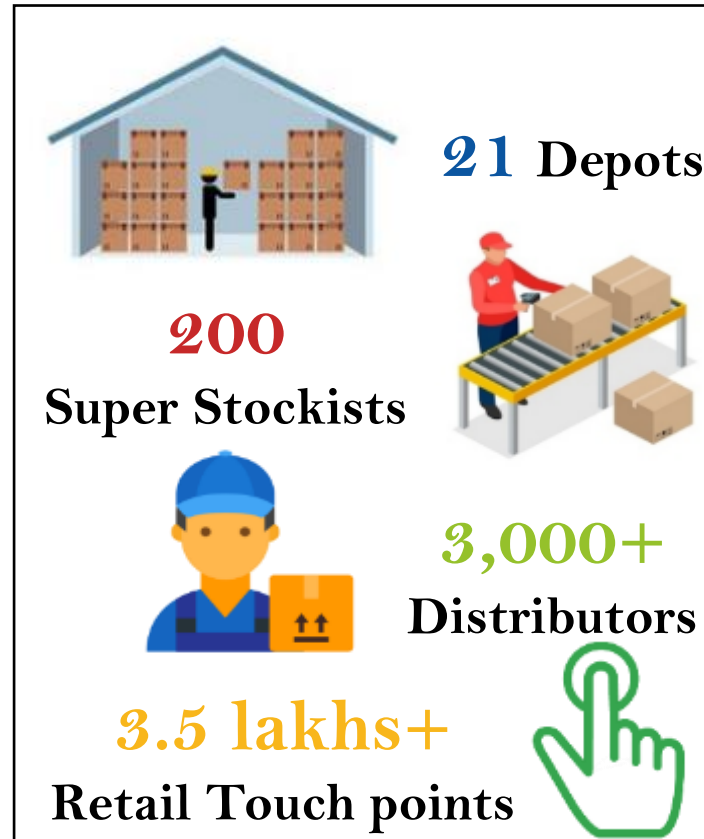 21 Depots
200
Super Stockists
3,000+
Distributors
3.5 lakhs+
Retail Touch points